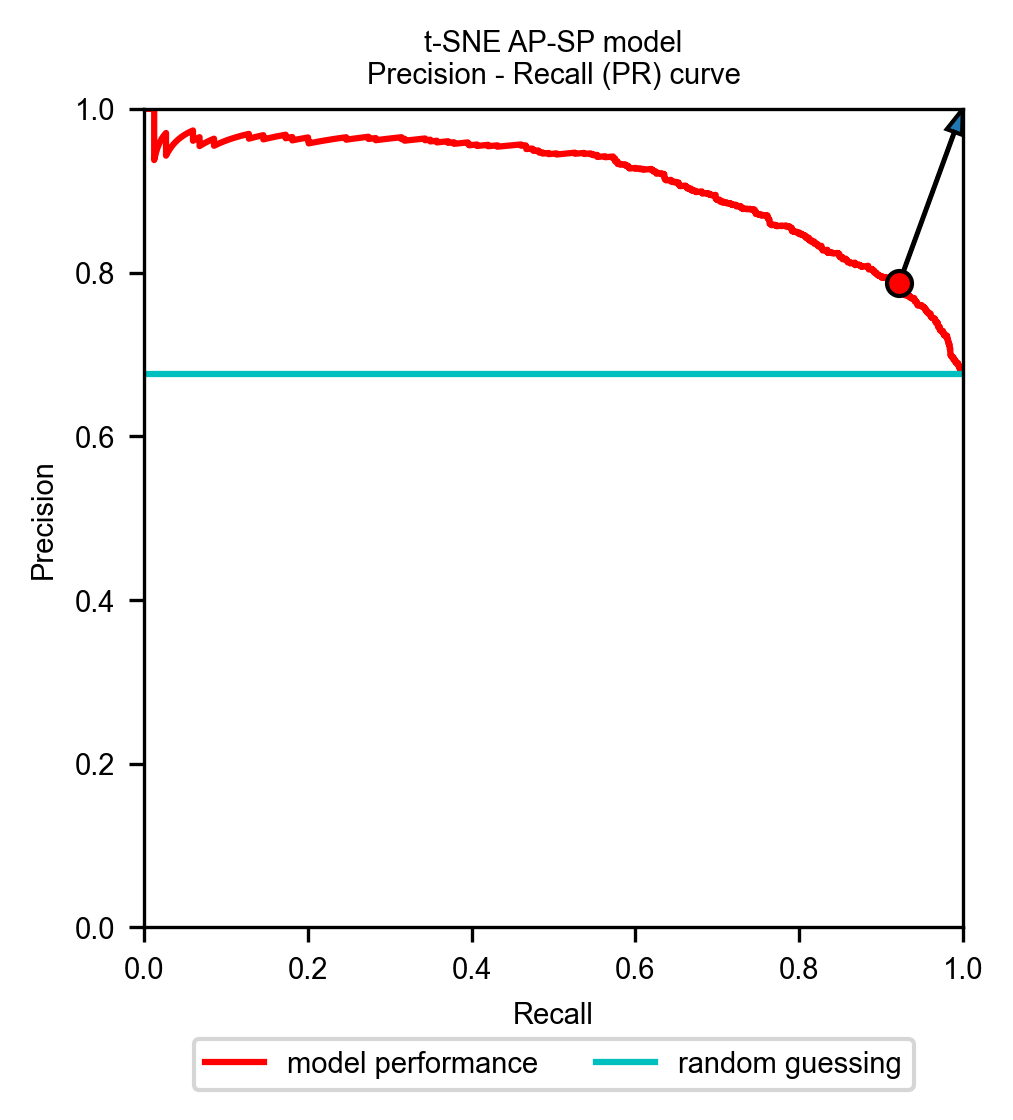 t-SNE AP-SP model
Precision - Recall (PR) curve
1.0
0.8
0.6
0.4
0.2
0.0
Precision
0.0 0.2 0.4 0.6 0.8 1.0
Recall
model performance random guessing